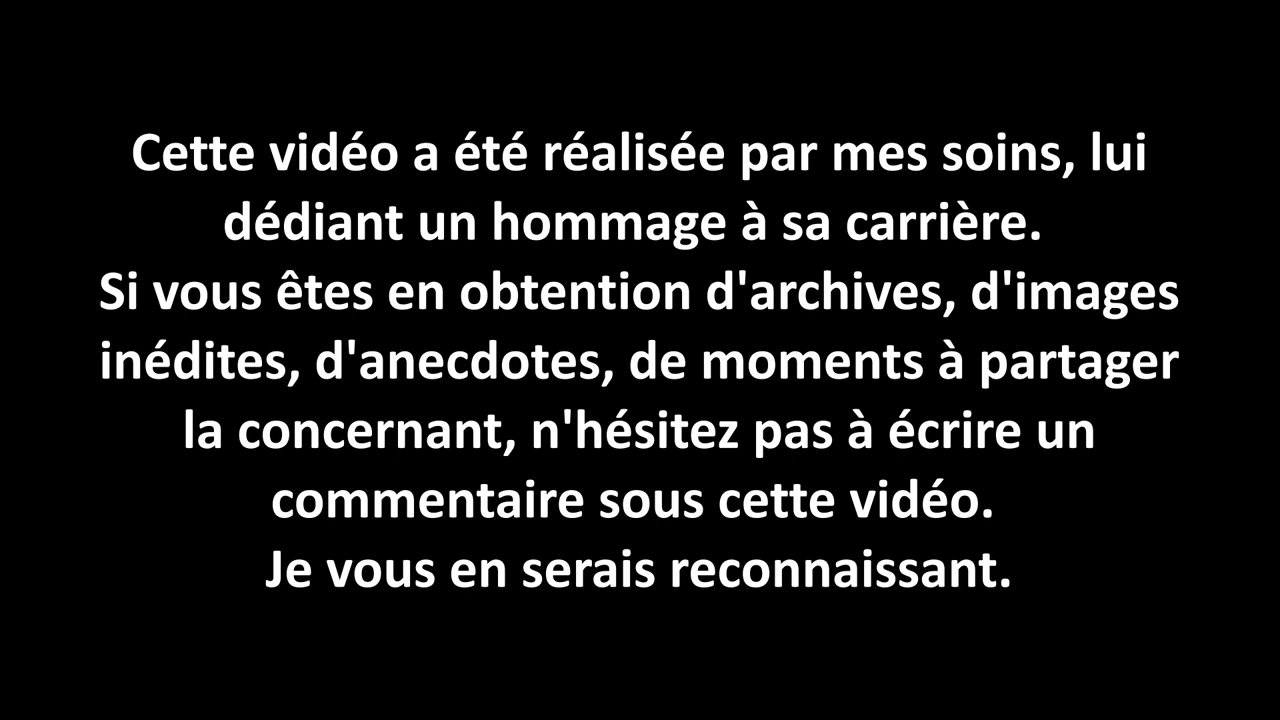 Cette vidéo a été réalisée par mes soins, lui
dédiant un hommage à sa carrière.
Si vous êtes en obtention d'archives, d'images
inédites, d'anecdotes, de moments à partager
la concernant, n'hésitez pas à écrire un
commentaire sous cette vidéo.
Je vous en serais reconnaissant.